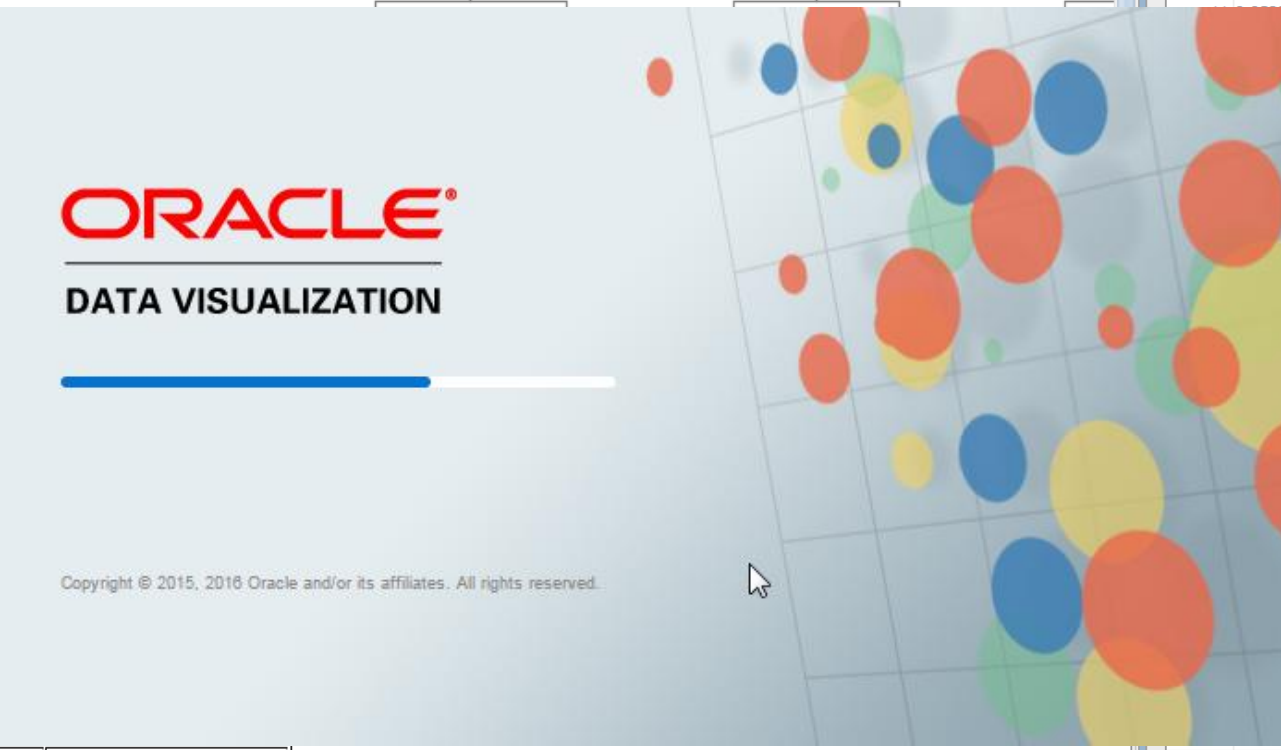 ORACLE®
DATA VISUALIZATION
Copyright © 2015, 2016 Oracle and/or its affiliates. All rights reserved.